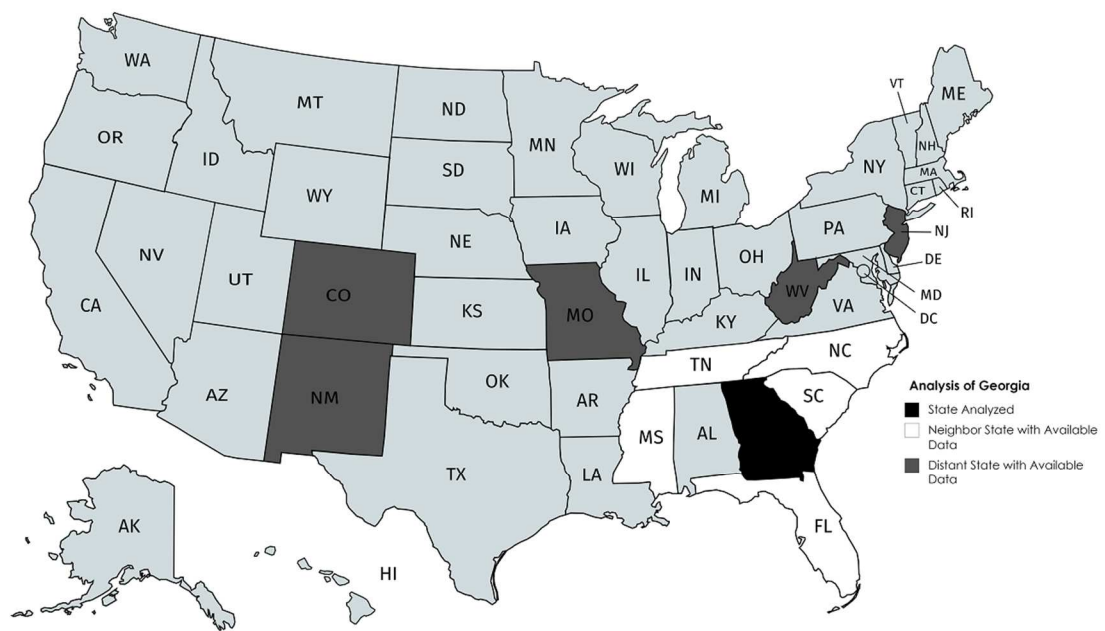 WA
MT
ND
MN
VT
ME
OR
ID
SD
WI
NY
NH
MA
CT
WY
MI
RI
IA
NE
PA
NJ
NV
UT
IL
IN
OH
DE
CA
CO
KS
MO
WV
VA
MD
KY
DC
NC
TN
OK
AZ
NM
AR
SC
MS
AL
TX
LA
FL
AK
HI
Analysis of Georgia
State Analyzed
Neighbor State with Available
Data
Distant State with Available
Data